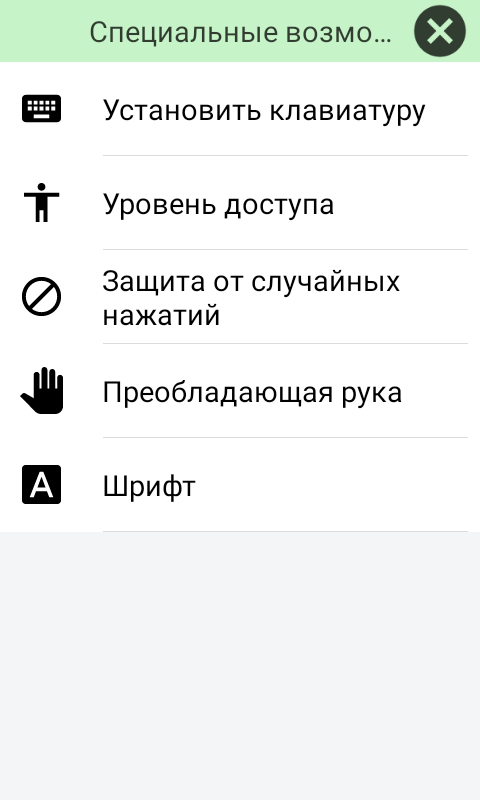 Специальные возмо...
Установить клавиатуру
Уровень доступа
Защита от случайных
нажатий
Преобладающая рука
A
Шрифт